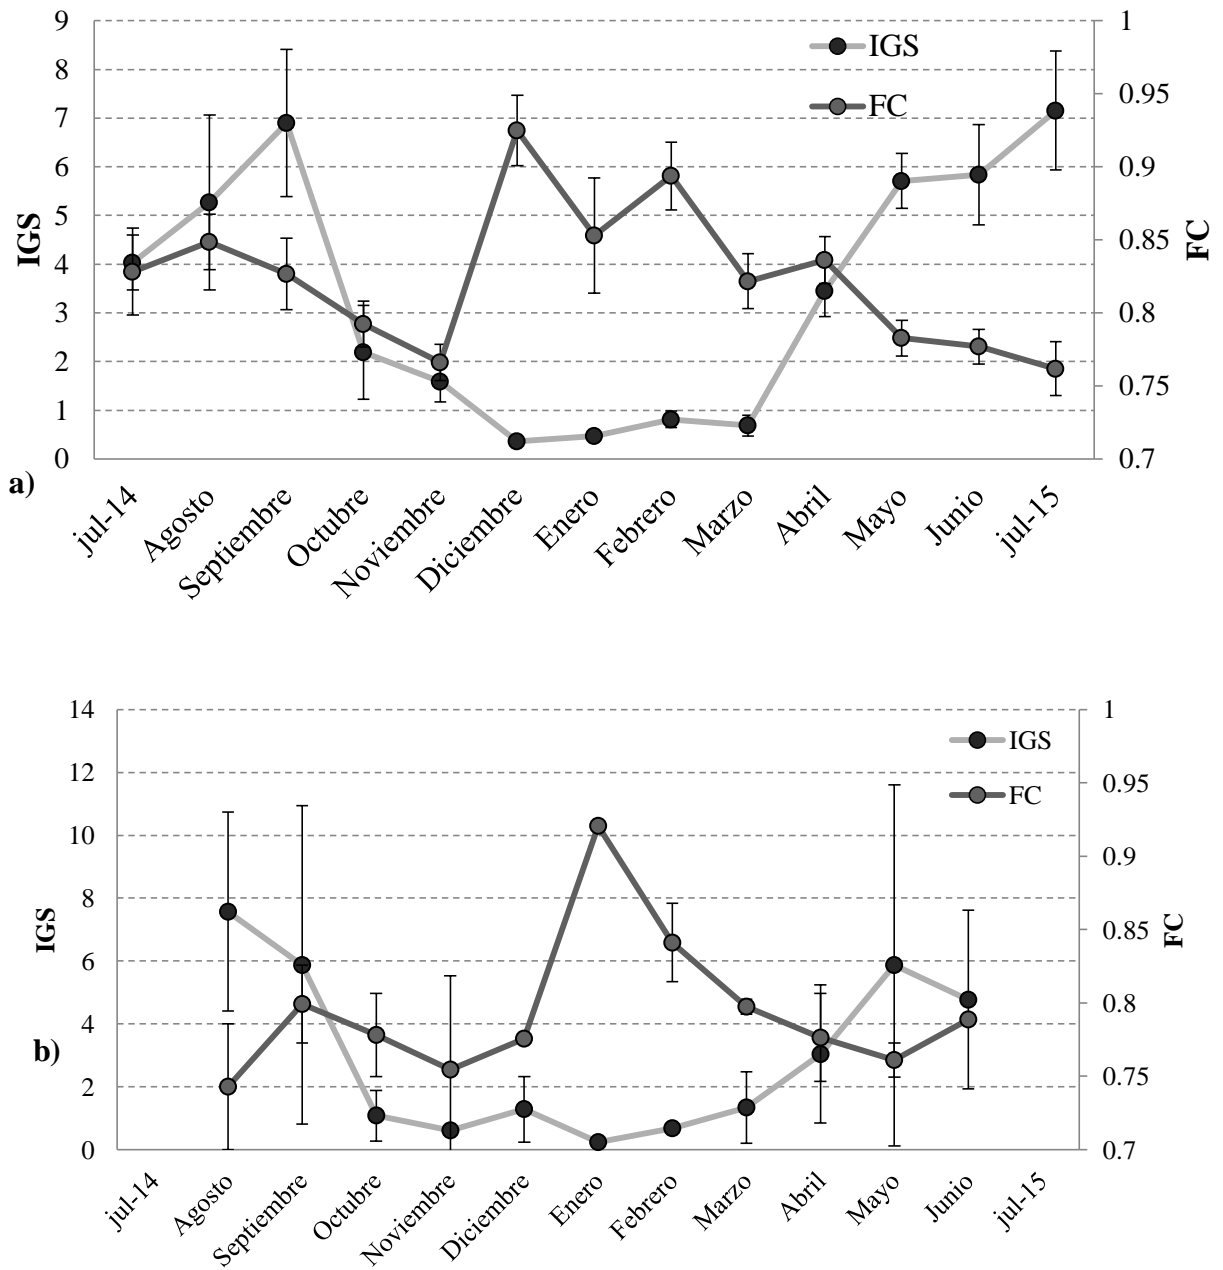 9
8
7
6
5
4
3
2
1
0
IGS
IGS
FC
1
0.95
0.9
0.85
0.8
0.75
0.7
FC
a)
jul-14
Agosto
Septiembre
Octubre
Noviembre
Diciembre
Enero
Febrero
Marzo
Abril
Mayo
Junio
jul-15
14
12
10
8
6
4
2
0
IGS
IGS
FC
1
0.95
0.9
0.85
0.8
0.75
0.7
FC
b)
jul-14
Agosto
Septiembre
Octubre
Noviembre
Diciembre
Enero
Febrero
Marzo
Abril
Mayo
Junio
jul-15